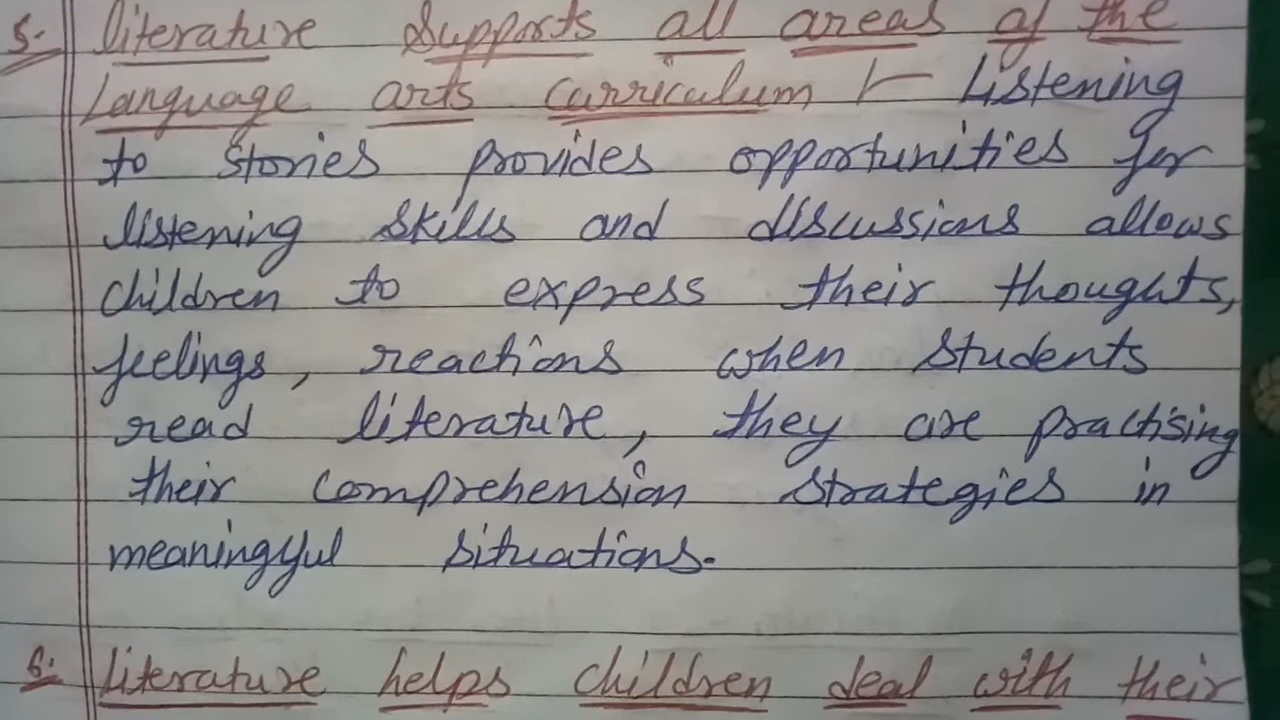 5. Literature Supports all areas of the
Language arts curriculum :- Listening
to stories provides opportunities for
listening skills and discussions allows
children to express their thoughts,
feelings, reactions when students
read literature, they are practising
their comprehension strategies in
meaningful situations.
6. Literature helps children deal with their